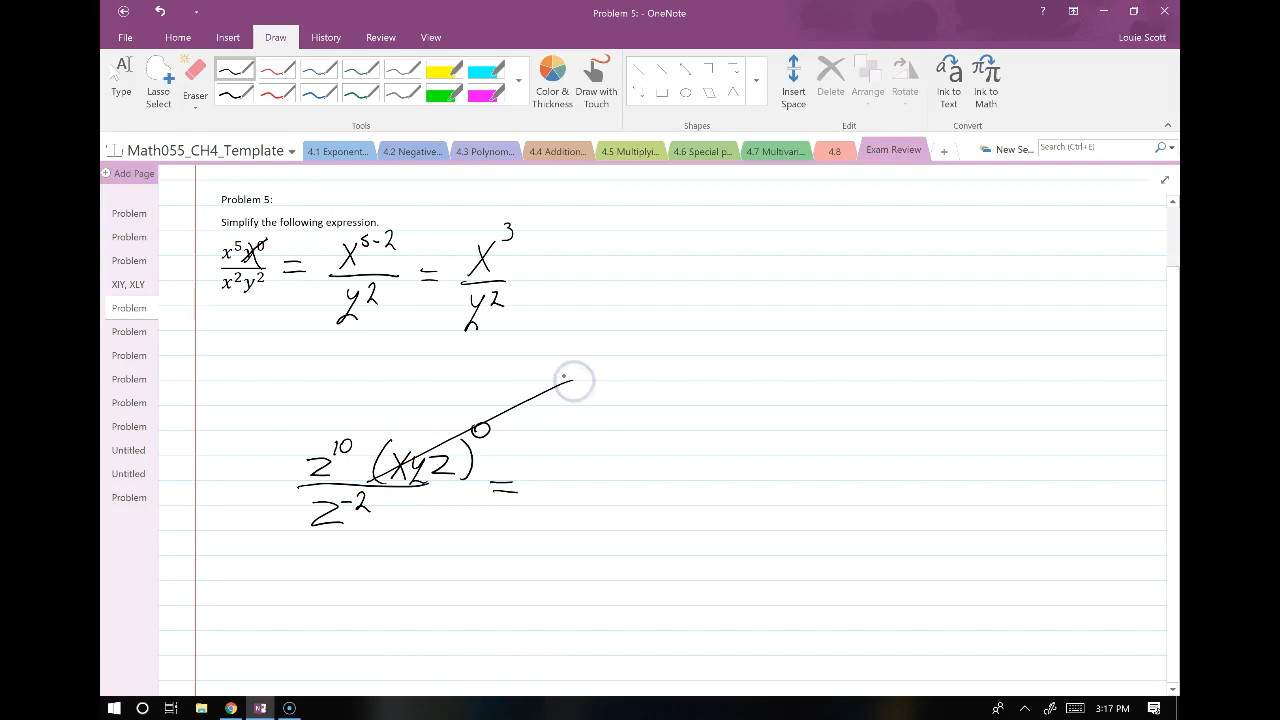 Problem 5: - OneNote
Louie Scott
File Home Insert Draw History Review View
Type Lasso Select Eraser Color & Thickness Draw with Touch Insert Space Delete Arrange Rotate Ink to Text Ink to Math
Tools Shapes Edit Convert
Math055_CH4_Template 4.1 Exponent... 4.2 Negative... 4.3 Polynom... 4.4 Addition... 4.5 Multiplyi... 4.6 Special p... 4.7 Multivari... 4.8 Exam Review New Se... Search (Ctrl+E)
Add Page
Problem
Problem
Problem
XIY, XLY
Problem
Problem
Problem
Problem
Problem
Problem
Untitled
Untitled
Problem
Problem 5:
Simplify the following expression.
x⁵y⁰/x²y² = x⁵⁻²/y² = x³/y²
z¹⁰ (xyz)⁰/z⁻² =
3:17 PM